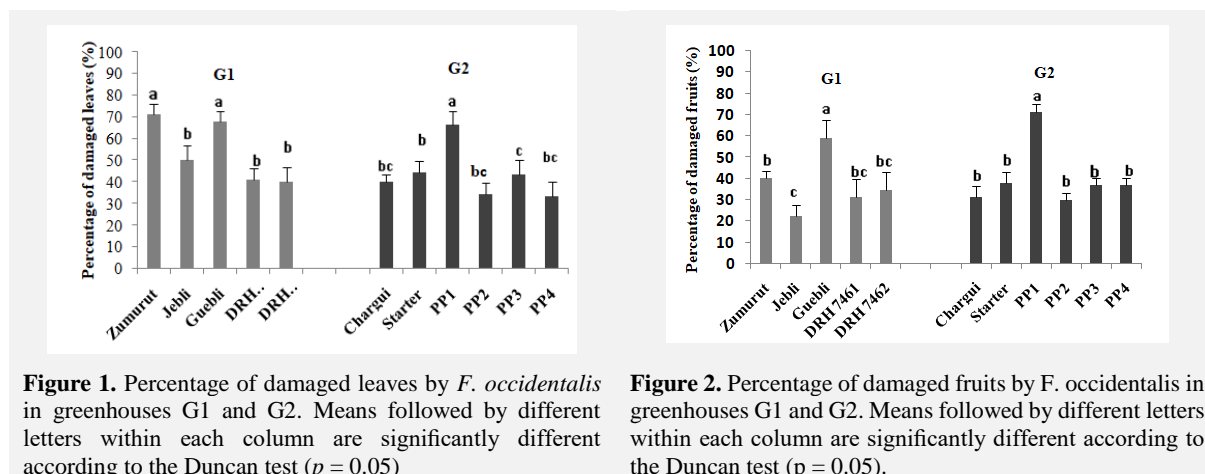 Percentage of damaged leaves (%)
100
90
80
70
60
50
40
30
20
10
0
G1
G2
a
b
a
b
b
bc
b
a
bc
c
bc
Zumurut
Jebli
Guebli
DRH..
DRH..
Chargui
Starter
PP1
PP2
PP3
PP4
Figure 1. Percentage of damaged leaves by F. occidentalis
in greenhouses G1 and G2. Means followed by different
letters within each column are significantly different
according to the Duncan test (p = 0.05)
Percentage of damaged fruits (%)
100
90
80
70
60
50
40
30
20
10
0
G1
G2
b
c
a
bc
bc
b
b
a
b
b
b
Zumurut
Jebli
Guebli
DRH 7461
DRH 7462
Chargui
Starter
PP1
PP2
PP3
PP4
Figure 2. Percentage of damaged fruits by F. occidentalis in
greenhouses G1 and G2. Means followed by different letters
within each column are significantly different according to
the Duncan test (p = 0.05).